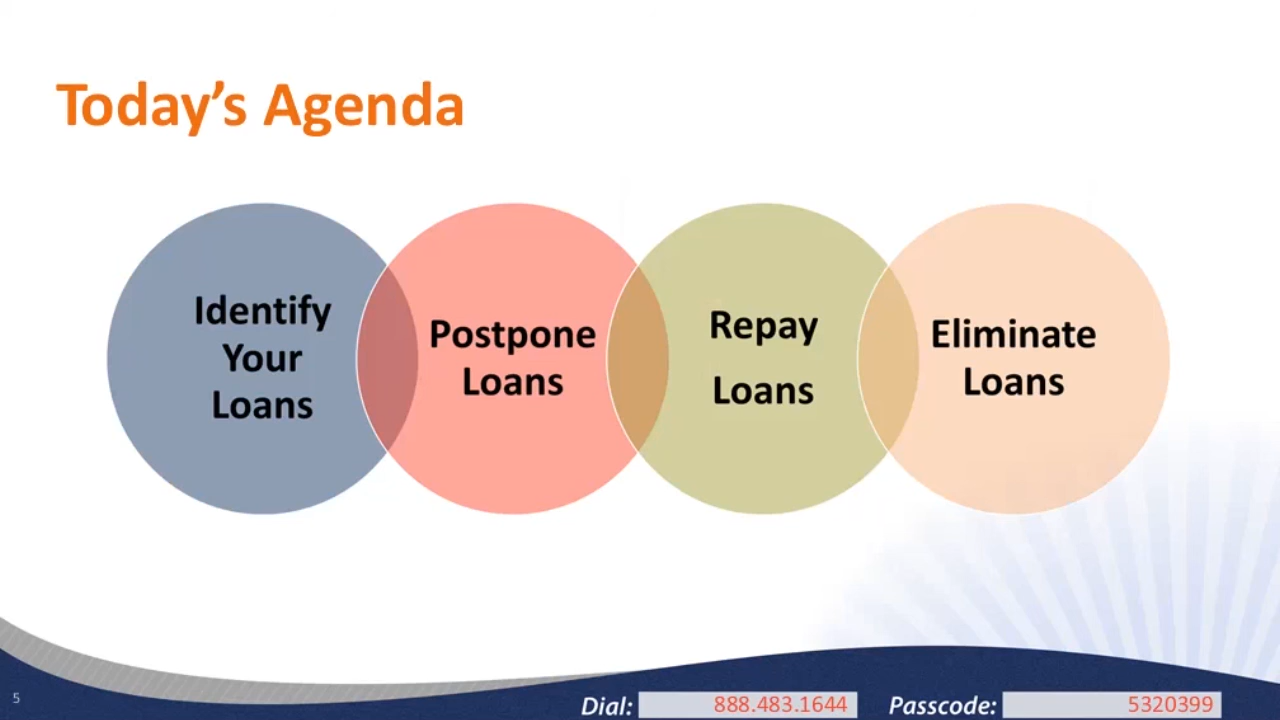 Today’s Agenda
Identify
Your
Loans
Postpone
Loans
Repay
Loans
Eliminate
Loans
5
Dial: 888.483.1644 Passcode: 5320399